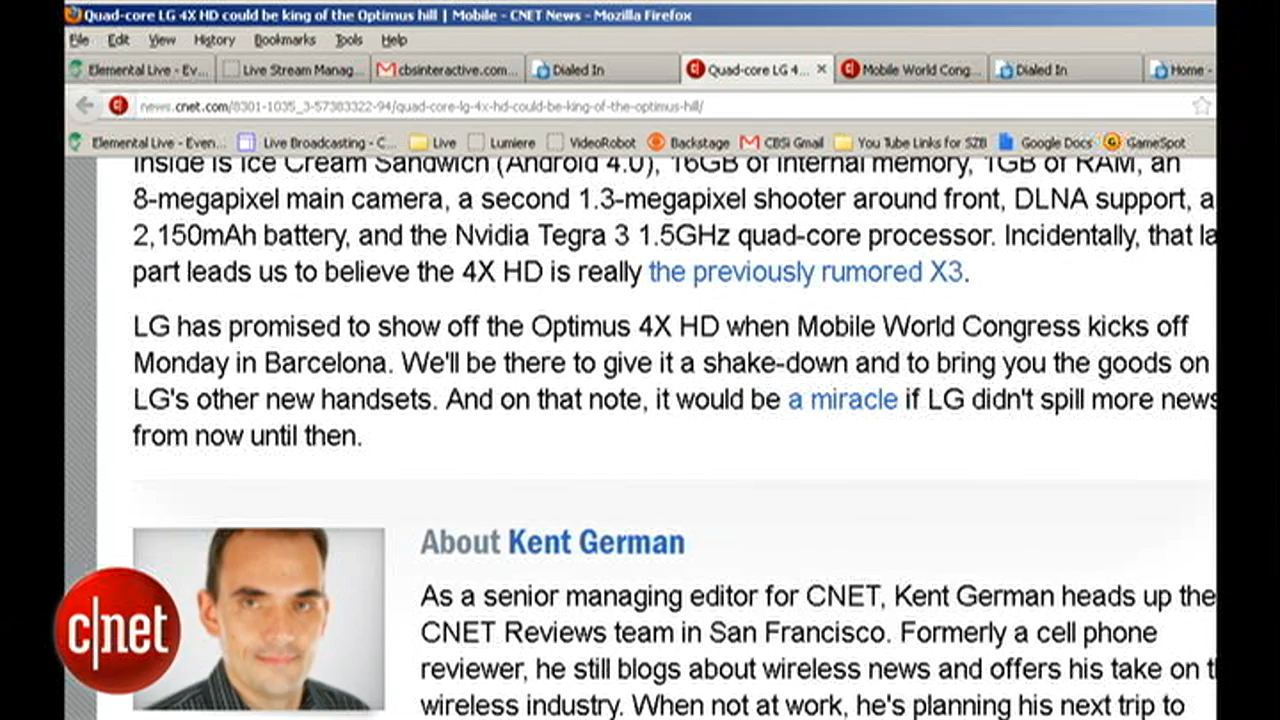 Quad-core LG 4X HD could be king of the Optimus hill | Mobile - CNET News - Mozilla Firefox
File Edit View History Bookmarks Tools Help
Elemental Live - Ev... Live Stream Manag... cbsinteractive.com... Dialed In Quad-core LG 4... × Mobile World Cong... Dialed In Home -
news.cnet.com/8301-1035_3-57383322-94/quad-core-lg-4x-hd-could-be-king-of-the-optimus-hill/
Elemental Live - Even... Live Broadcasting - C... Live Lumiere VideoRobot Backstage CBSi Gmail You Tube Links for SZB Google Docs GameSpot
Inside is Ice Cream Sandwich (Android 4.0), 16GB of internal memory, 1GB of RAM, an
8-megapixel main camera, a second 1.3-megapixel shooter around front, DLNA support, a
2,150mAh battery, and the Nvidia Tegra 3 1.5GHz quad-core processor. Incidentally, that la
part leads us to believe the 4X HD is really the previously rumored X3.
LG has promised to show off the Optimus 4X HD when Mobile World Congress kicks off
Monday in Barcelona. We'll be there to give it a shake-down and to bring you the goods on
LG's other new handsets. And on that note, it would be a miracle if LG didn't spill more news
from now until then.
About Kent German
As a senior managing editor for CNET, Kent German heads up the
CNET Reviews team in San Francisco. Formerly a cell phone
reviewer, he still blogs about wireless news and offers his take on t
wireless industry. When not at work, he's planning his next trip to
c|net